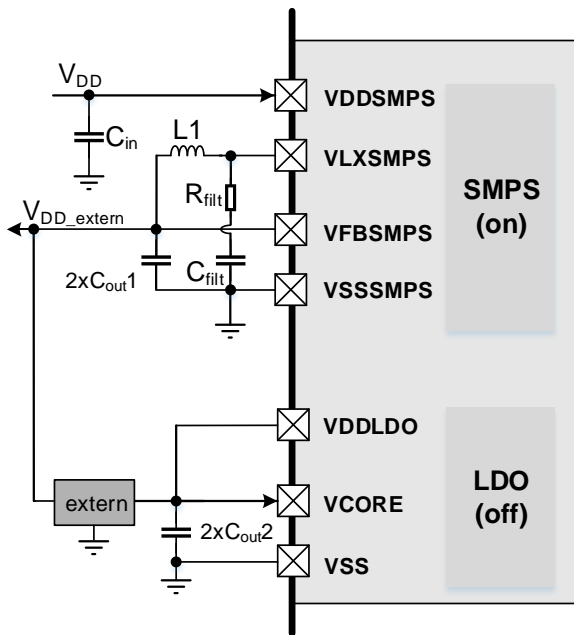 VDD
VDDSMPS
Cin
L1
VLXSMPS
Rfilt
SMPS
(on)
VDD_extern
VFBSMPS
2xCout1
Cfilt
VSSSMPS
VDDLDO
LDO
(off)
extern
VCORE
2xCout2
VSS